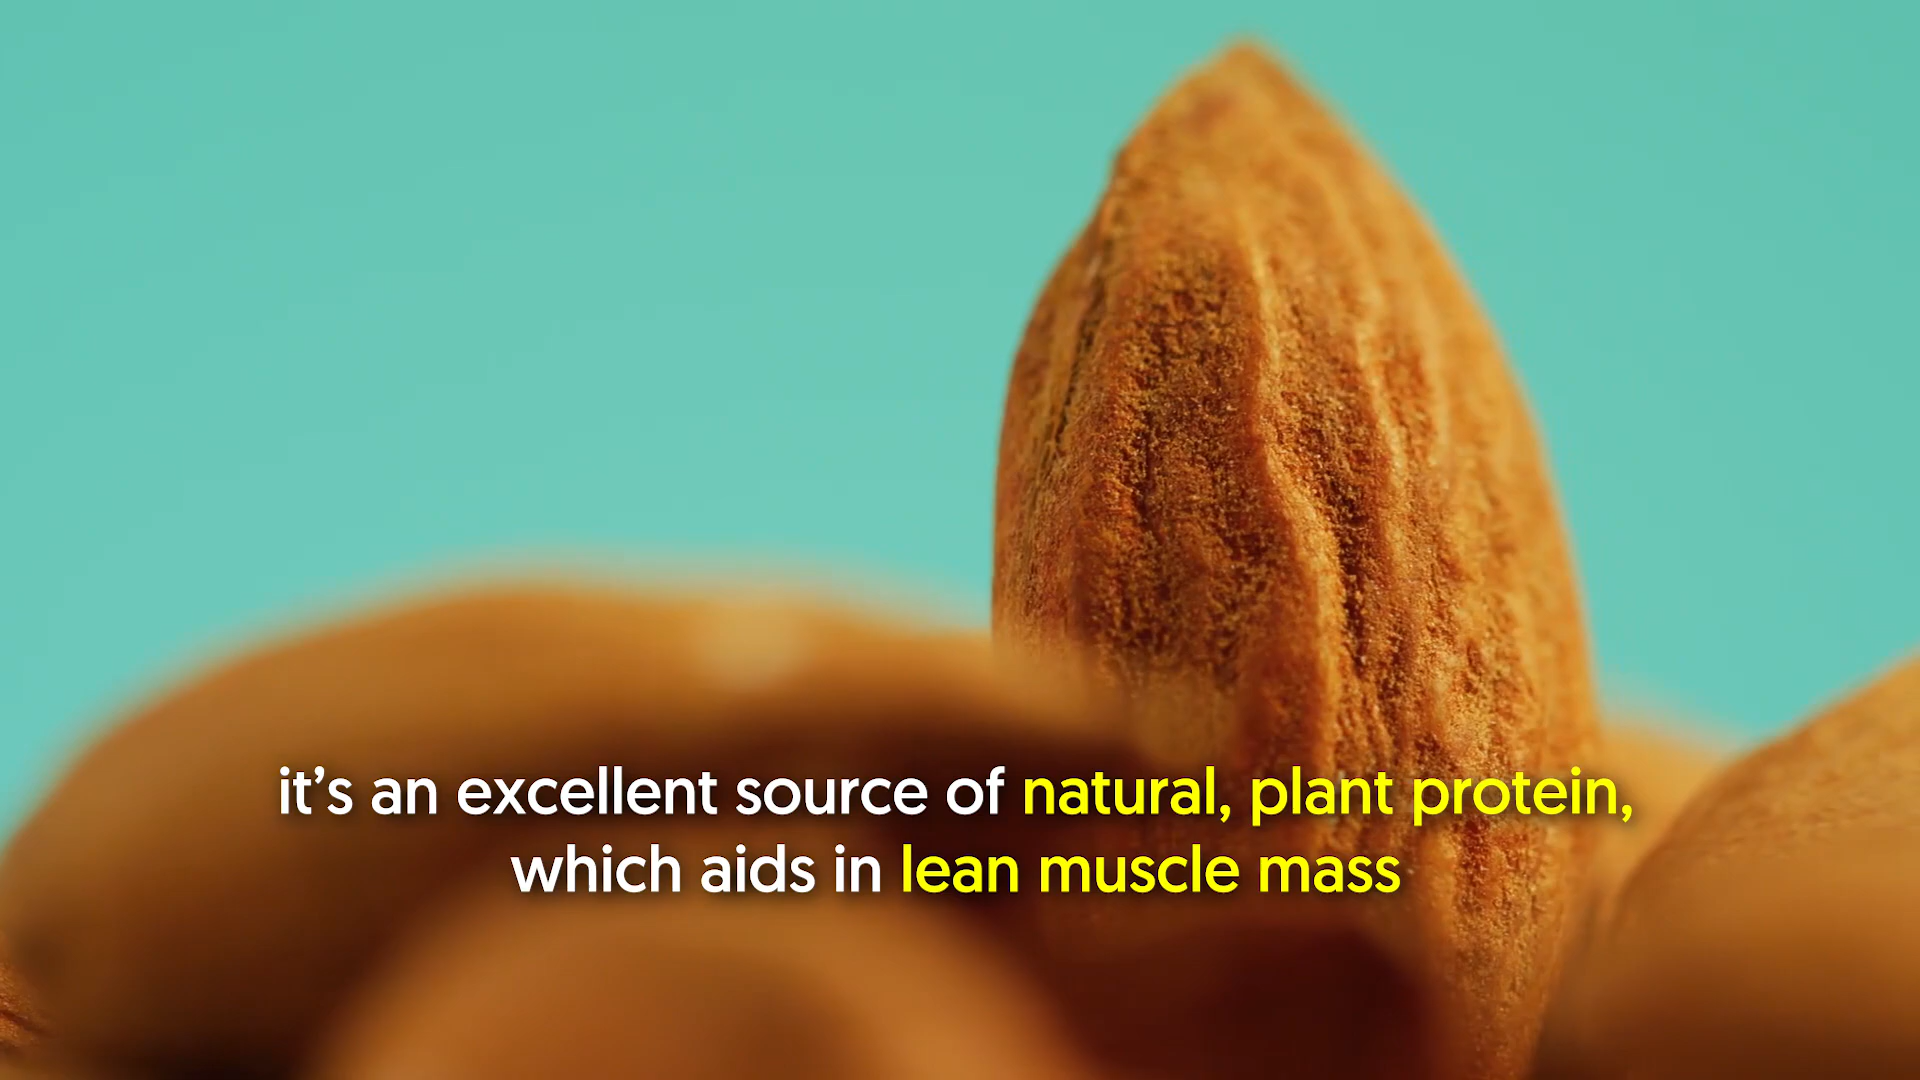 it’s an excellent source of natural, plant protein,
which aids in lean muscle mass